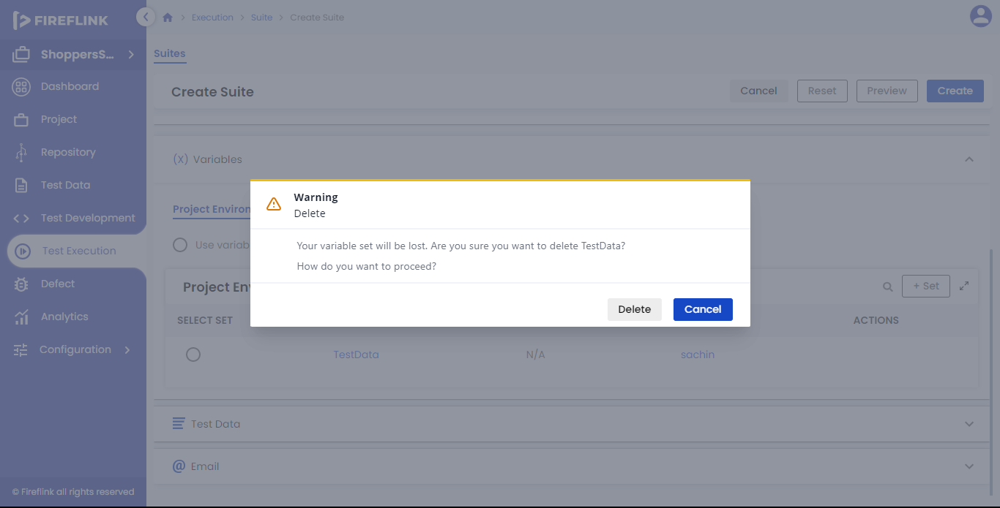 FIREFLINK
Execution
Suite
Create Suite
ShoppersS...
Suites
Dashboard
Create Suite
Cancel
Reset
Preview
Create
Project
Repository
(X) Variables
Test Data
Warning
Delete
Project Environ
Test Development
Use variab
Your variable set will be lost. Are you sure you want to delete TestData?
How do you want to proceed?
Test Execution
Defect
Project Env
+ Set
Delete
Cancel
Analytics
SELECT SET
ACTIONS
Configuration
TestData
N/A
sachin
Test Data
@ Email
© Fireflink all rights reserved